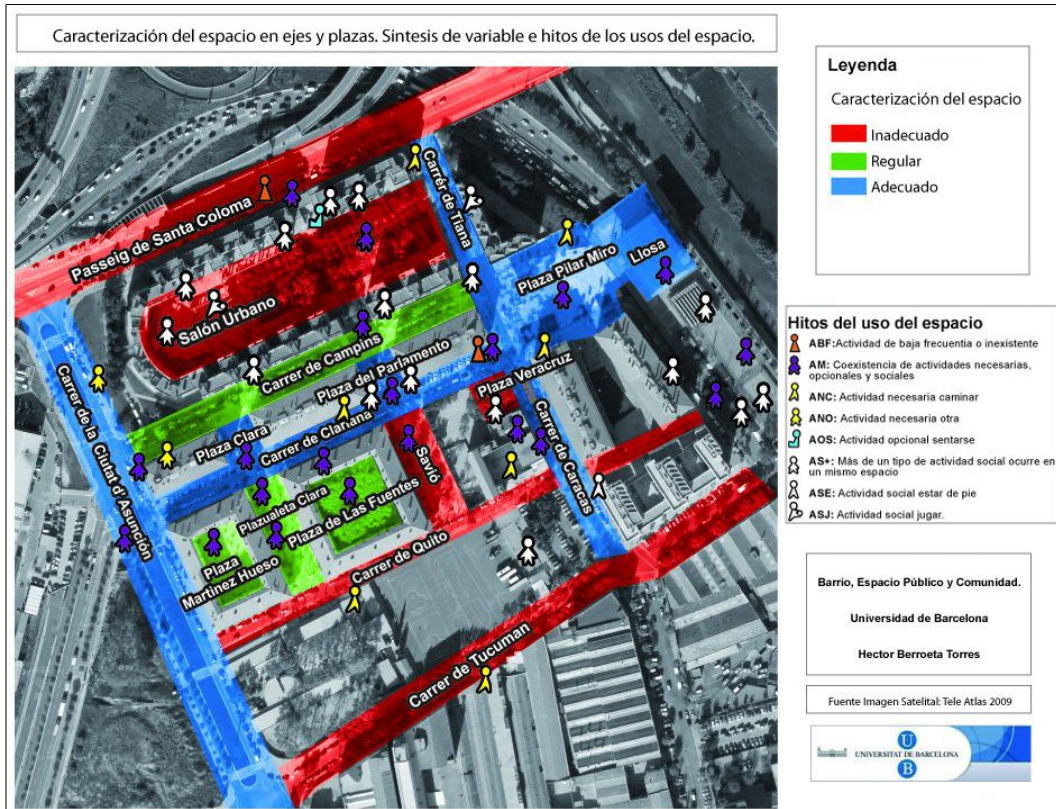 Caracterización del espacio en ejes y plazas. Sintesis de variable e hitos de los usos del espacio.
Leyenda
Caracterización del espacio
Inadecuado
Regular
Adecuado
Passeig de Santa Coloma
Carrér de Tiana
Plaza Pilar Miro
Llosa
Salón Urbano
Carrer de Campins
Plaza del Parlamento
Plaza Veracruz
Carrer de la Ciutat d'Asunción
Plaza Clara
Carrer de Clariana
Savió
Carrer de Caracas
Plazualeta Clara
Plaza de Las Fuentes
Plaza
Martinez Hueso
Carrer de Quito
Carrer de Tucuman
Hitos del uso del espacio
ABF:Actividad de baja frecuentia o inexistente
AM: Coexistencia de actividades necesarias,
opcionales y sociales
ANC: Actividad necesaria caminar
ANO: Actividad necesaria otra
AOS: Actividad opcional sentarse
AS+: Más de un tipo de actividad social ocurre en
un mismo espacio
ASE: Actividad social estar de pie
ASJ: Actividad social jugar.
Barrio, Espacio Público y Comunidad.
Universidad de Barcelona
Hector Berroeta Torres
Fuente Imagen Satelital: Tele Atlas 2009
U
UNIVERSITAT DE BARCELONA
B